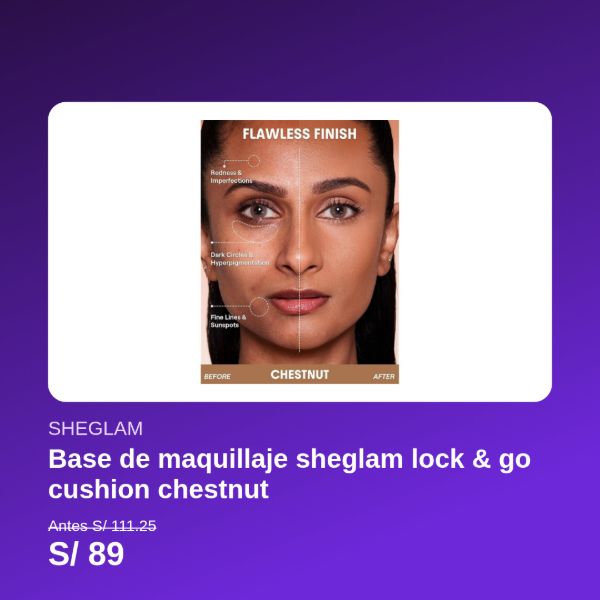 FLAWLESS FINISH
Redness &
Imperfections
Dark Circles &
Hyperpigmentation
Fine Lines &
Sunspots
BEFORE CHESTNUT AFTER
SHEGLAM
Base de maquillaje sheglam lock & go
cushion chestnut
Antes S/ 111.25
S/ 89